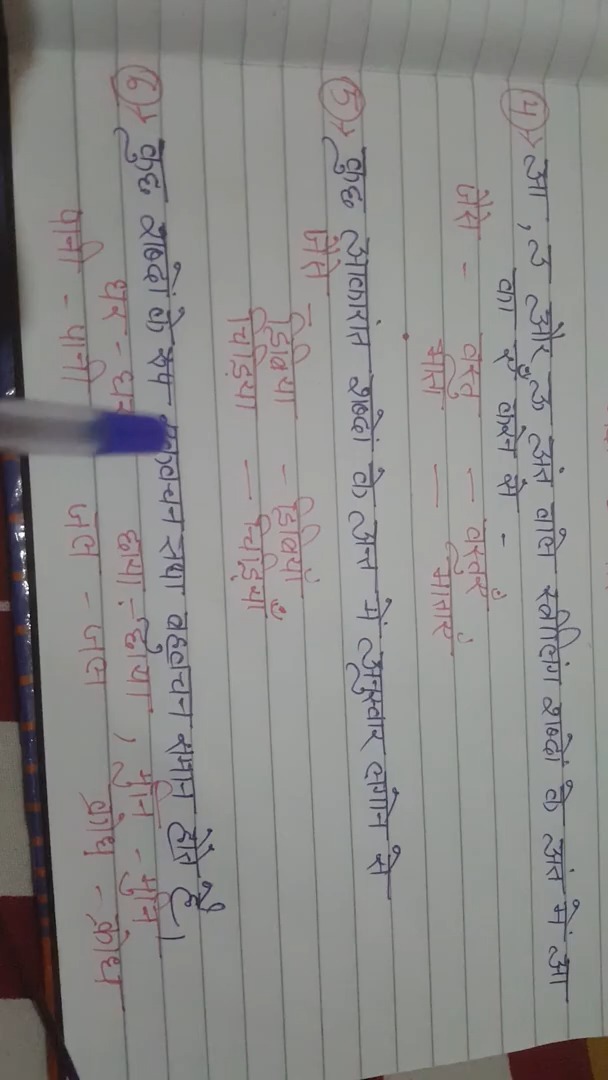 ④ आ, उ और ऊ अंत वाले स्त्रीलिंग शब्दों के अंत में आ
का एँ करने से -
जैसे - वस्तु — वस्तुएँ
माता — माताएं
⑤ कुछ आकारांत शब्दों के अन्त में अनुस्वार लगाने से
जैसे -
डिबिया - डिबियाँ
चिड़िया — चिड़ियाँ
⑥ कुछ शब्दों के रूप एकवचन तथा बहुवचन समान होते हैं।
घर - घर छाया - छाया, मुनि - मुनि
पानी - पानी जल - जल क्रोध - क्रोध